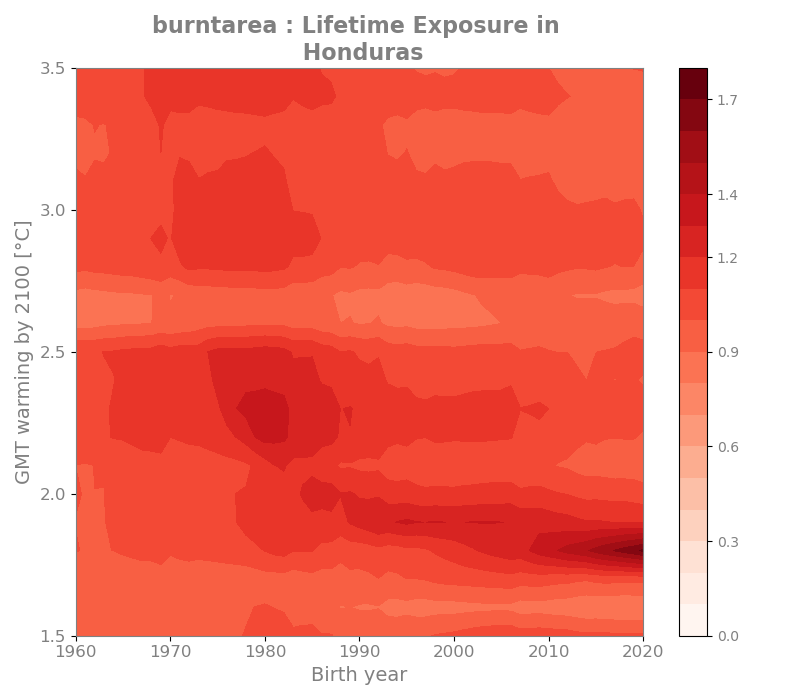 burntarea : Lifetime Exposure in
Honduras
GMT warming by 2100 [°C]
3.5
3.0
2.5
2.0
1.5
1960 1970 1980 1990 2000 2010 2020
Birth year
1.7
1.4
1.2
0.9
0.6
0.3
0.0